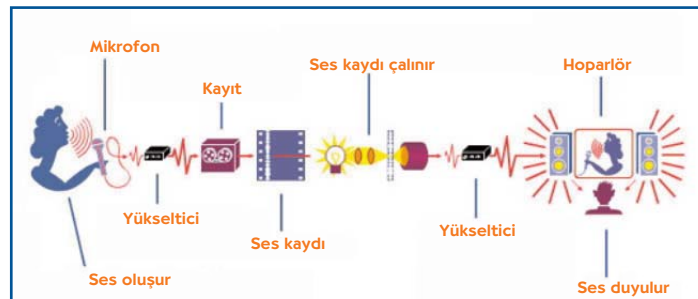 Mikrofon
Kayıt
Ses kaydı çalınır
Hoparlör
Yükseltici
Ses kaydı
Yükseltici
Ses oluşur
Ses duyulur